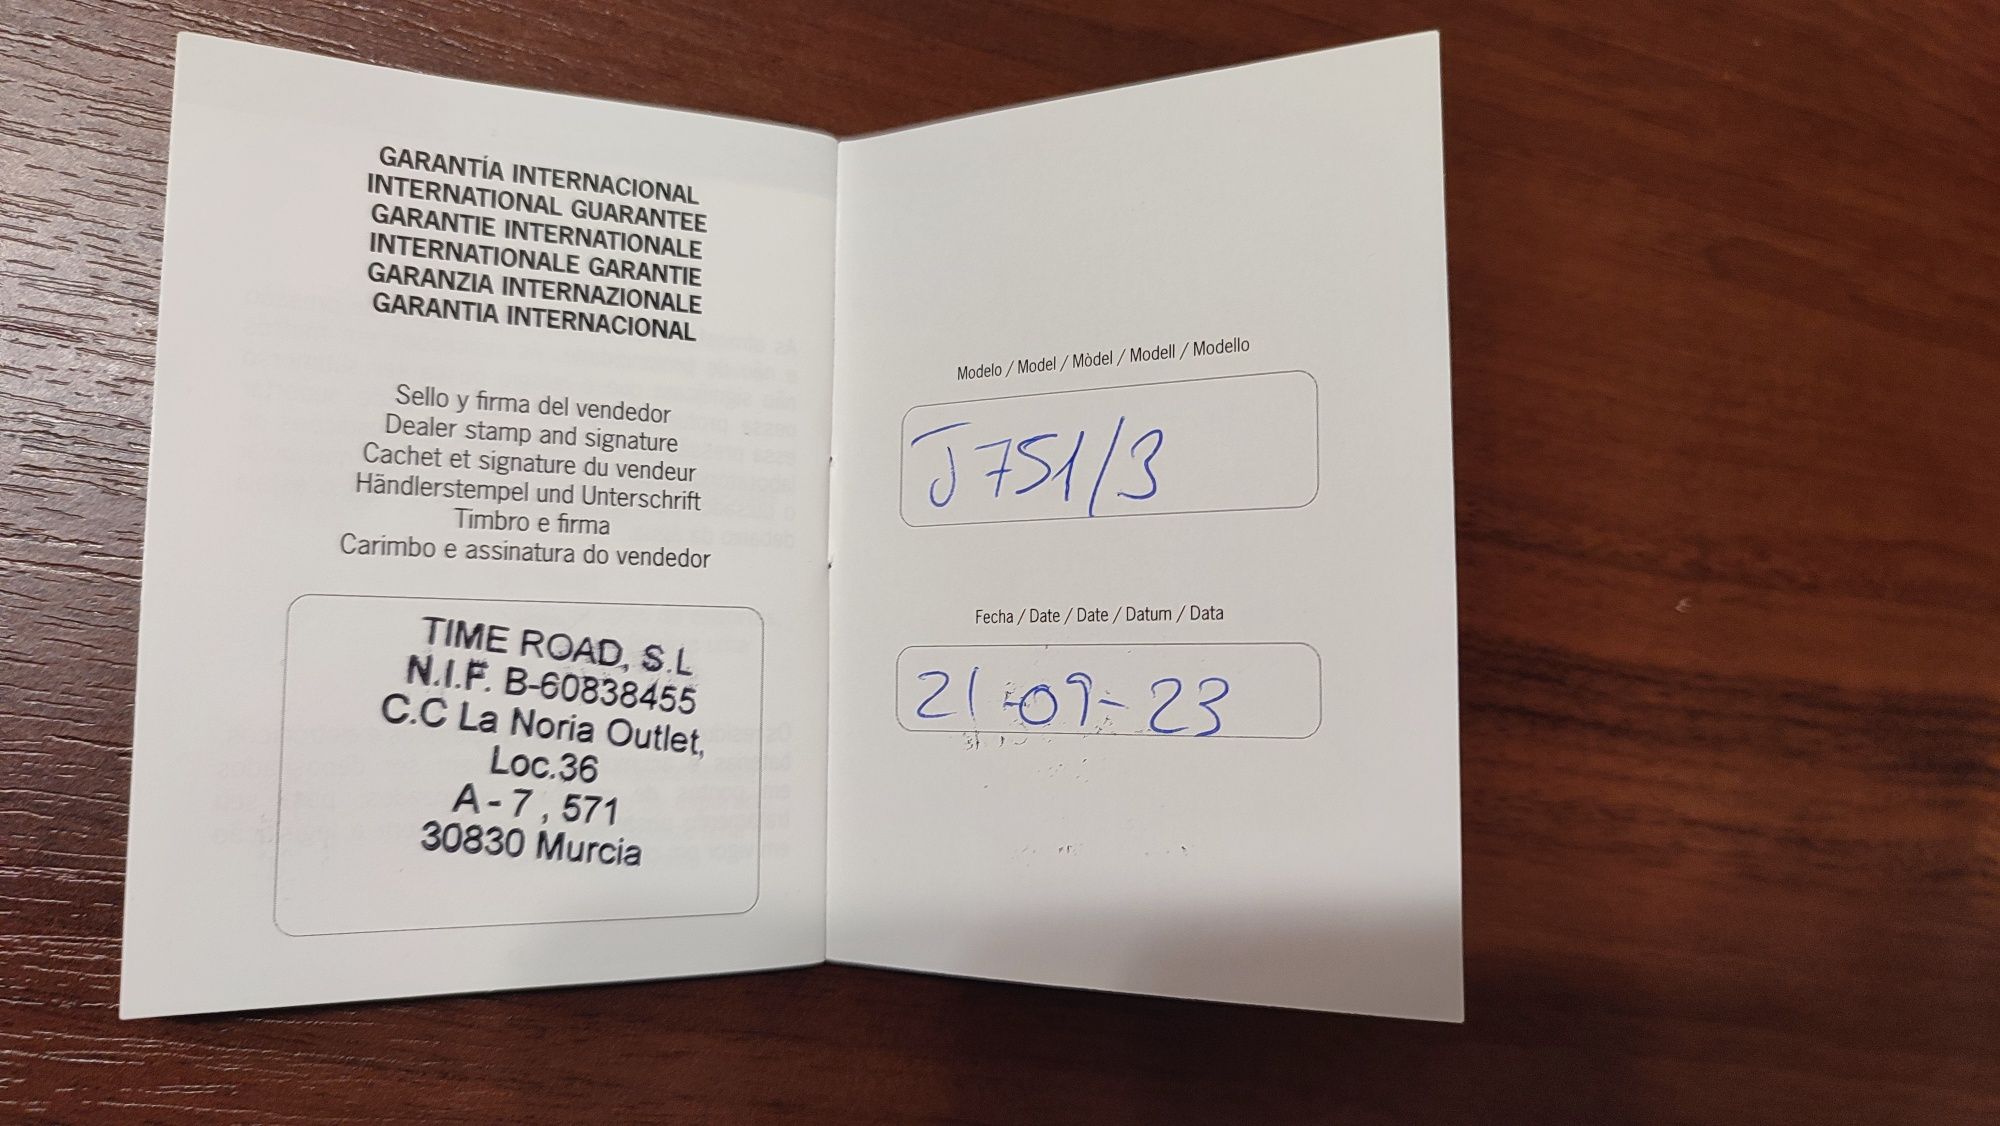 GARANTÍA INTERNACIONAL
INTERNATIONAL GUARANTEE
GARANTIE INTERNATIONALE
INTERNATIONALE GARANTIE
GARANZIA INTERNAZIONALE
GARANTIA INTERNACIONAL
Sello y firma del vendedor
Dealer stamp and signature
Cachet et signature du vendeur
Händlerstempel und Unterschrift
Timbro e firma
Carimbo e assinatura do vendedor
TIME ROAD, S.L
N.I.F. B-60838455
C.C La Noria Outlet,
Loc.36
A - 7 , 571
30830 Murcia
Modelo / Model / Mòdel / Modell / Modello
J751/3
Fecha / Date / Date / Datum / Data
21-09-23